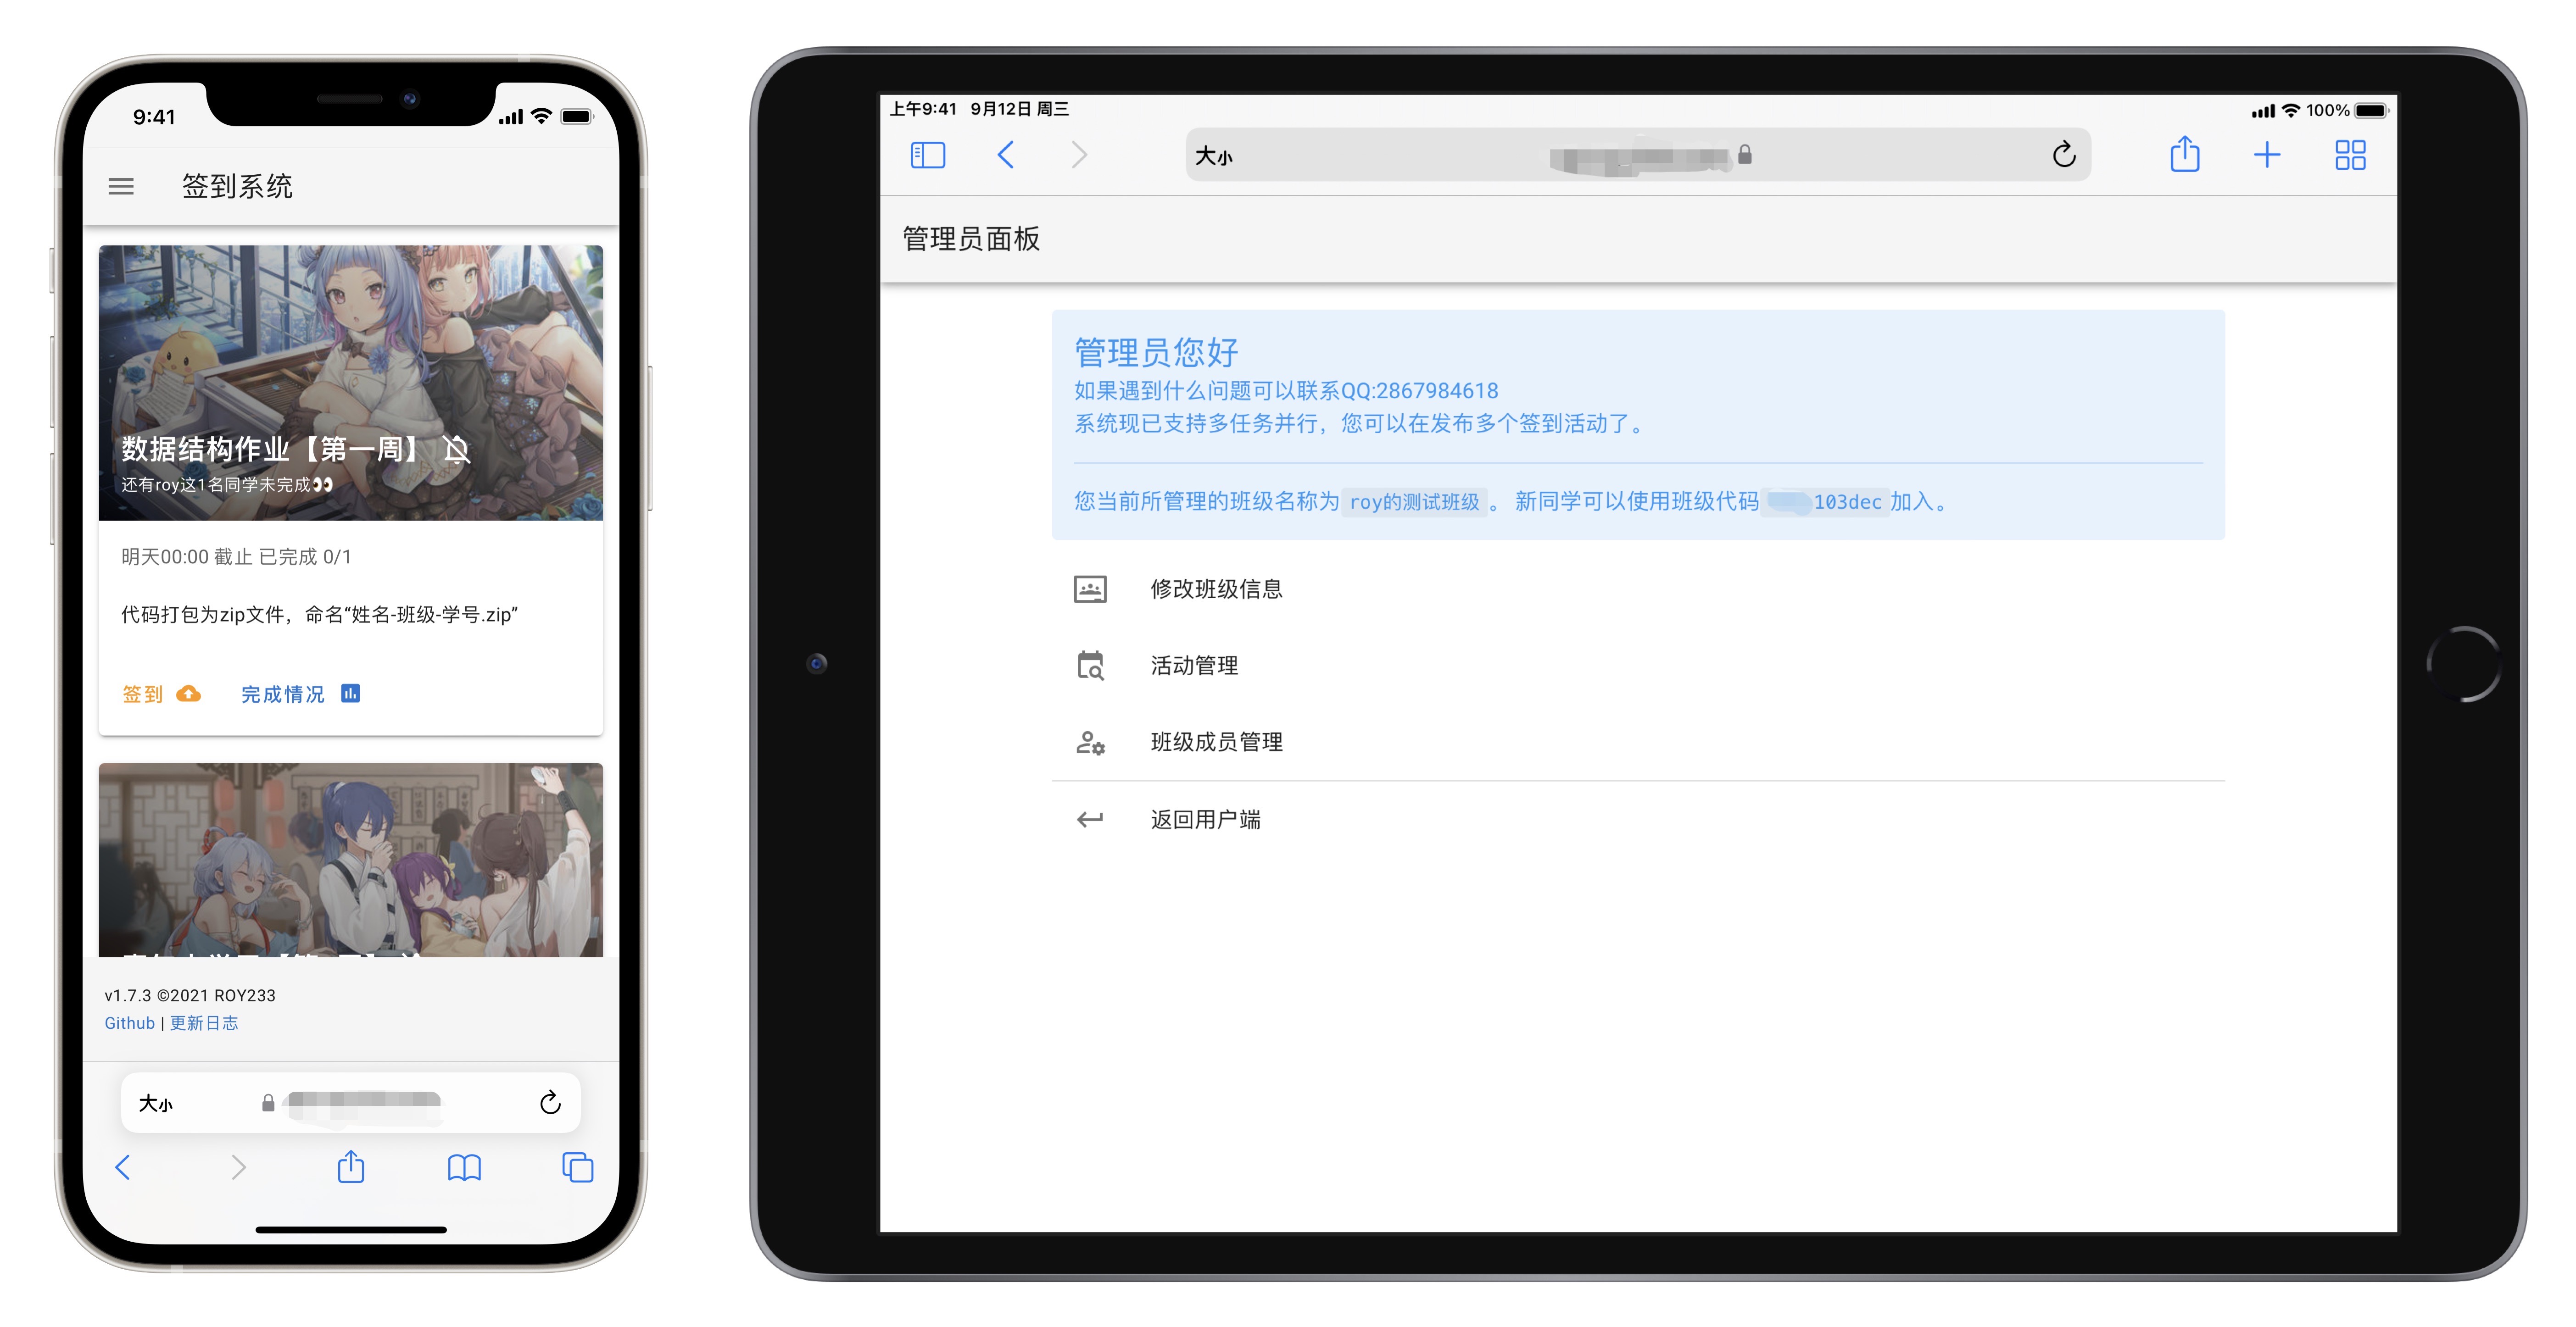 9:41
签到系统
数据结构作业【第一周】
还有roy这1名同学未完成👀
明天00:00 截止 已完成 0/1
代码打包为zip文件，命名“姓名-班级-学号.zip”
签到 完成情况
v1.7.3 ©2021 ROY233
Github | 更新日志
大小
上午9:41 9月12日 周三 100%
大小
管理员面板
管理员您好
如果遇到什么问题可以联系QQ:2867984618
系统现已支持多任务并行，您可以在发布多个签到活动了。
您当前所管理的班级名称为 roy的测试班级 。 新同学可以使用班级代码 103dec 加入。
修改班级信息
活动管理
班级成员管理
返回用户端